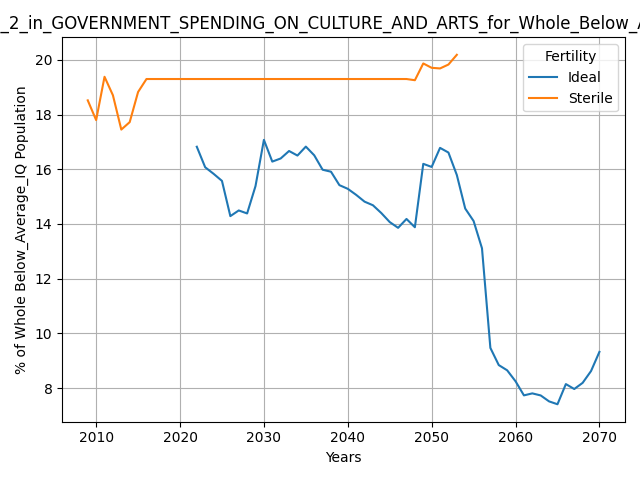 _2_in_GOVERNMENT_SPENDING_ON_CULTURE_AND_ARTS_for_Whole_Below_
Fertility
Ideal
Sterile
% of Whole Below_Average_IQ Population
20
18
16
14
12
10
8
2010 2020 2030 2040 2050 2060 2070
Years